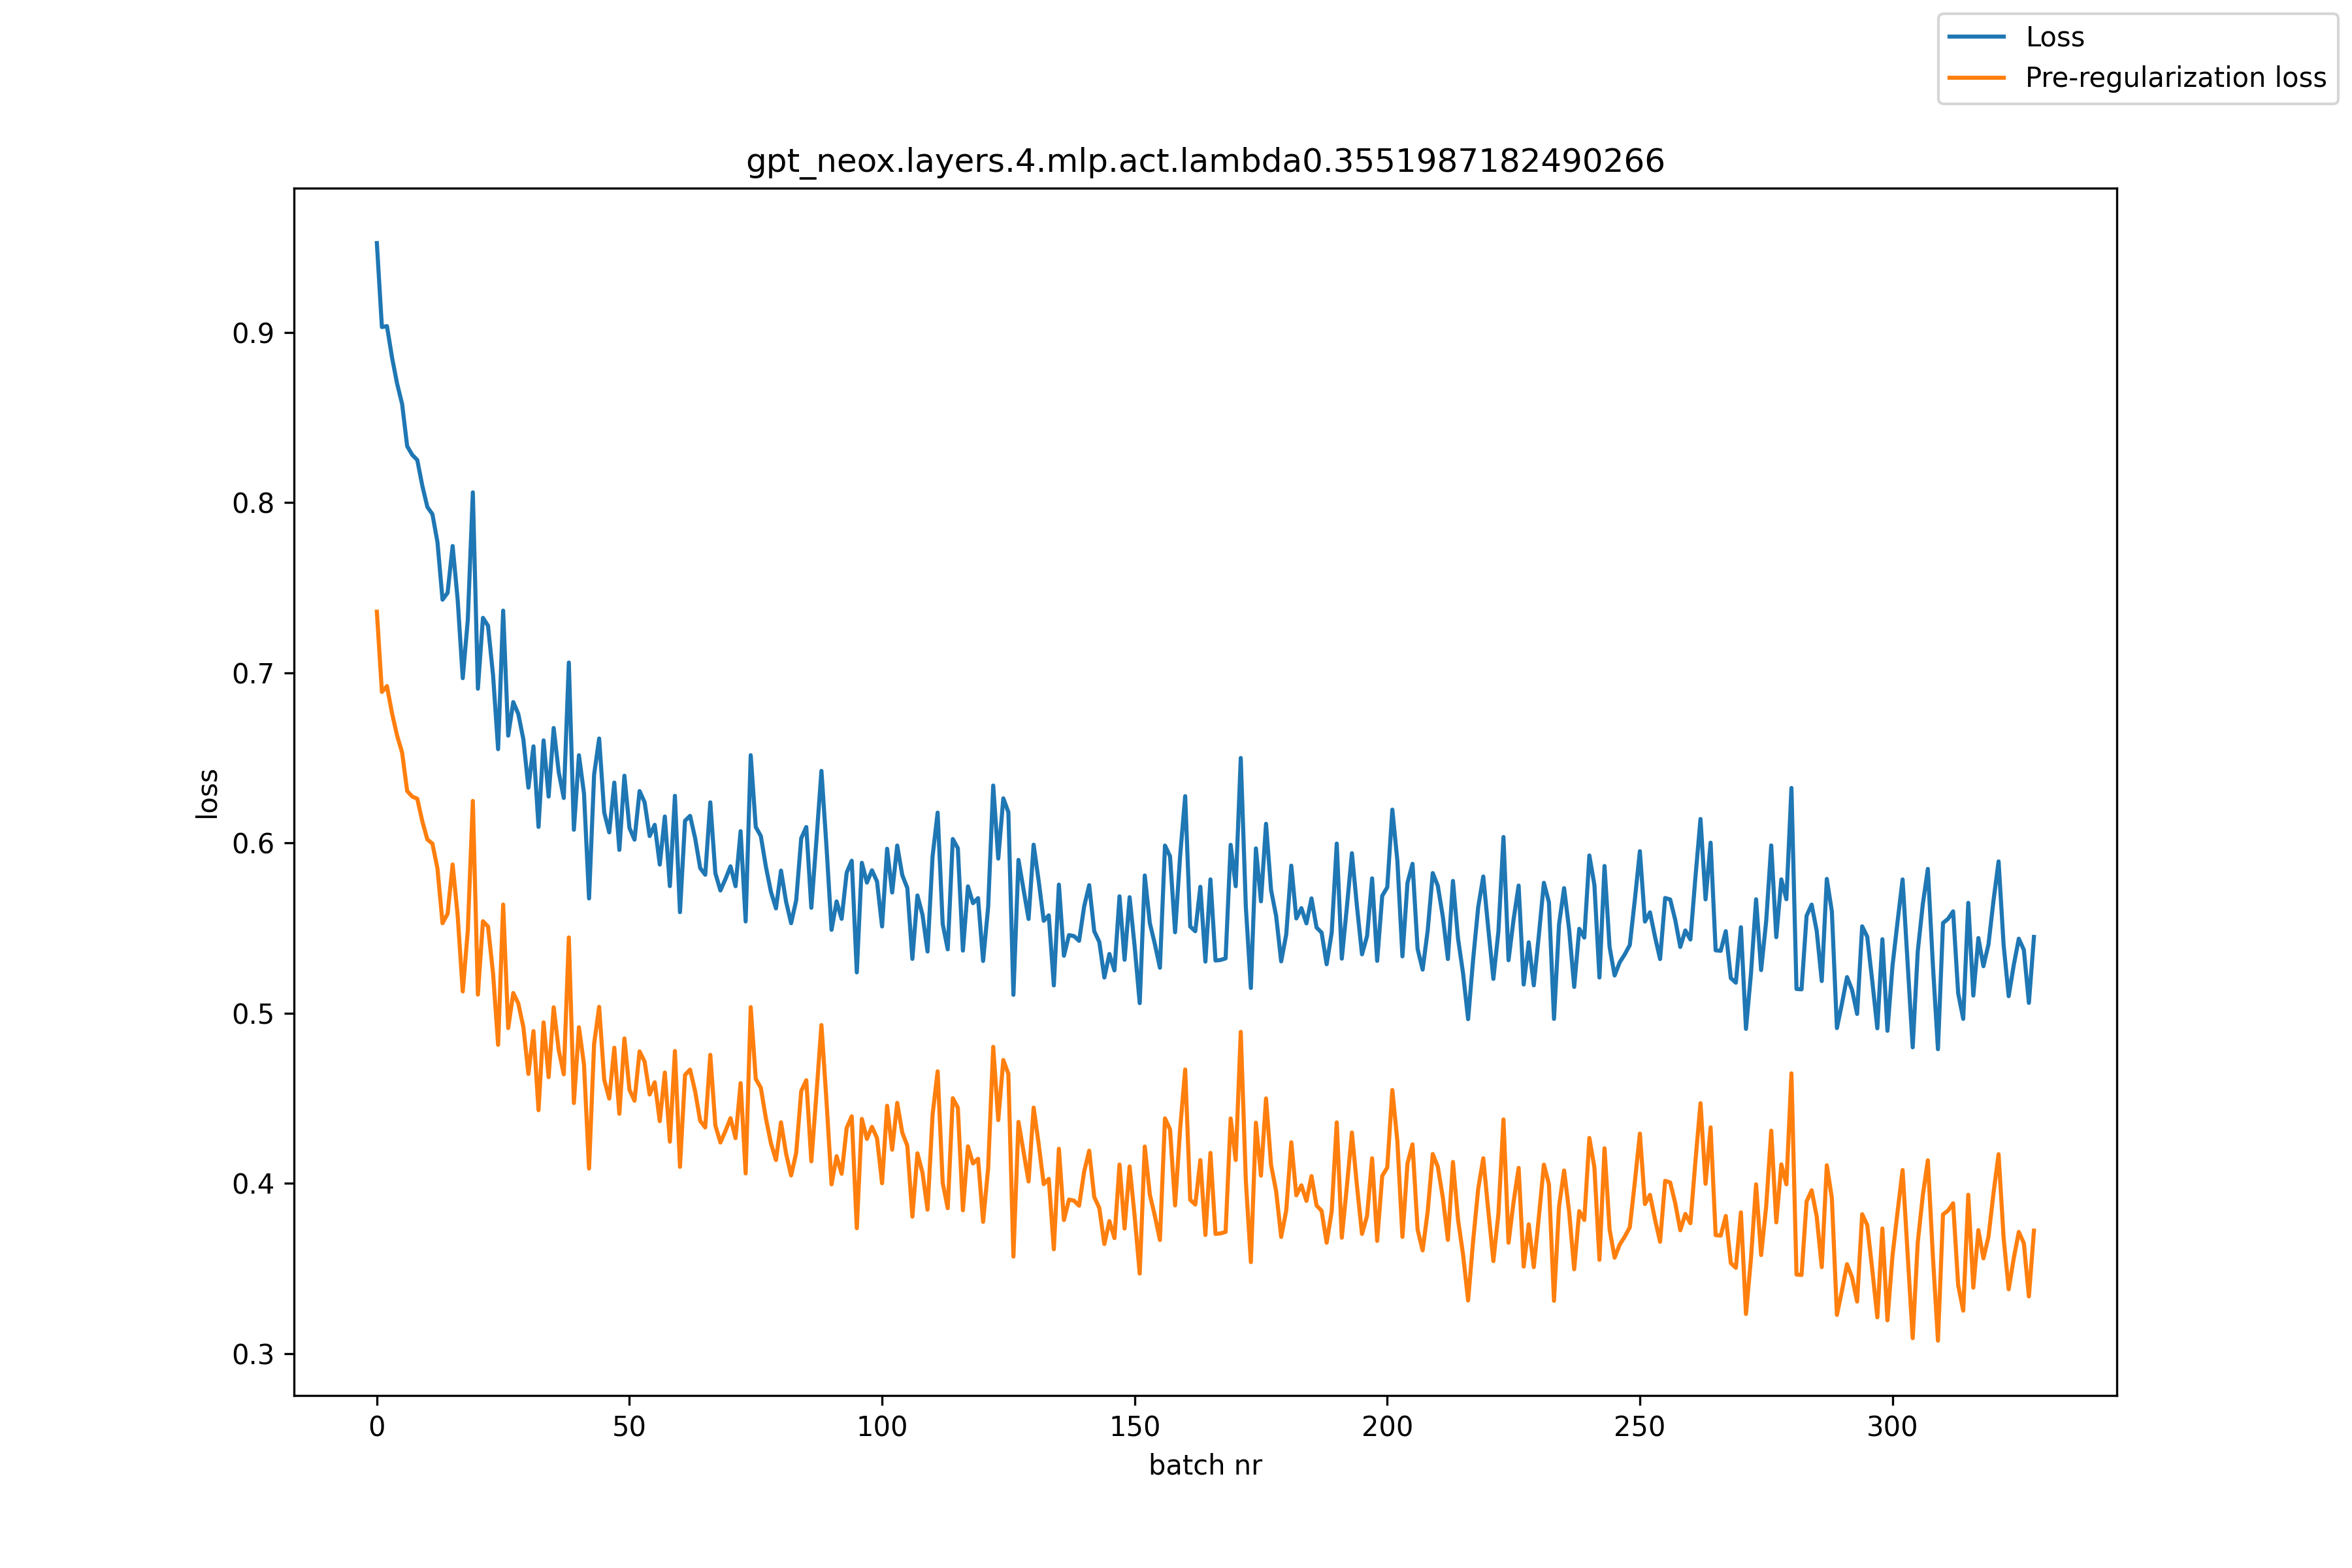 Loss
Pre-regularization loss
gpt_neox.layers.4.mlp.act.lambda0.3551987182490266
0.9
0.8
0.7
0.6
0.5
0.4
0.3
loss
0 50 100 150 200 250 300
batch nr